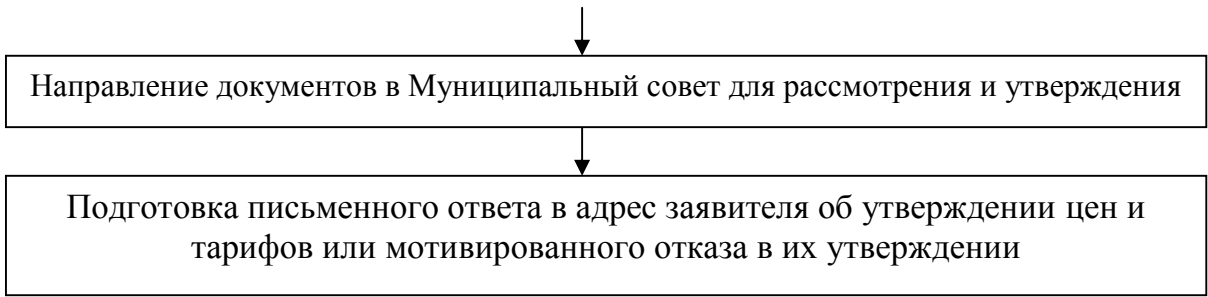 Направление документов в Муниципальный совет для рассмотрения и утверждения
Подготовка письменного ответа в адрес заявителя об утверждении цен и
тарифов или мотивированного отказа в их утверждении